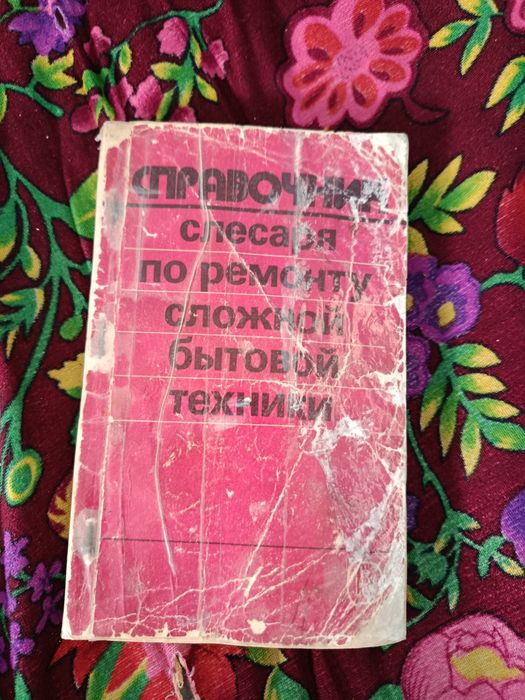 СПРАВОЧНИК
слесаря
по ремонту
сложной
бытовой
техники